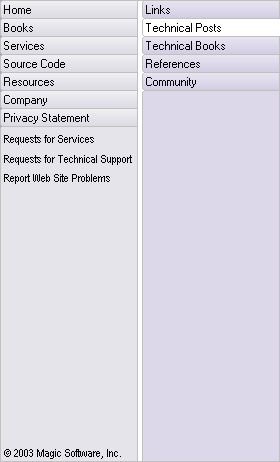 Home
Books
Services
Source Code
Resources
Company
Privacy Statement
Requests for Services
Requests for Technical Support
Report Web Site Problems
© 2003 Magic Software, Inc.
Links
Technical Posts
Technical Books
References
Community